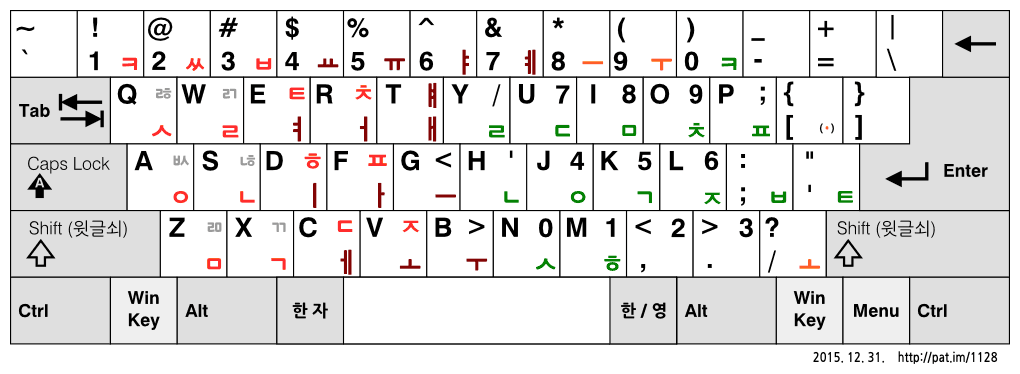 ~ ! @ # $ % ^ & * ( ) _ + |
` 1 ㅋ 2 ㅆ 3 ㅂ 4 ㅛ 5 ㅠ 6 ㅑ 7 ㅖ 8 ㅡ 9 ㅜ 0 ㅋ - = \
Tab Q ㄽ W ㄺ E ㅌ R ㅊ T ㅒ Y / U 7 I 8 O 9 P ; { }
ㅅ ㄹ ㅕ ㅓ ㅐ ㄹ ㄷ ㅁ ㅊ ㅍ [ (·) ]
Caps Lock A ㅄ S ㄶ D ㅎ F ㅍ G < H ' J 4 K 5 L 6 : "
A ㅇ ㄴ ㅣ ㅏ ㅡ ㄴ ㅇ ㄱ ㅈ ; ㅂ ' ㅌ Enter
Shift (윗글쇠) Z ㄻ X ㄲ C ㄷ V ㅈ B > N 0 M 1 < 2 > 3 ? Shift (윗글쇠)
ㅁ ㄱ ㅔ ㅗ ㅜ ㅅ ㅎ , . / ㅗ
Ctrl Win Key Alt 한자 한/영 Alt Win Key Menu Ctrl
2015. 12. 31. http://pat.im/1128